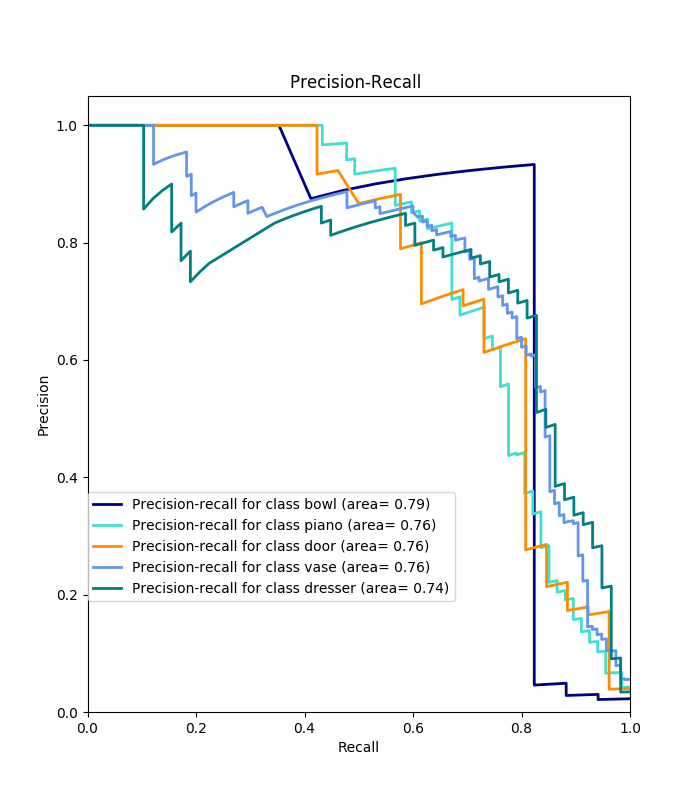 Precision-Recall
1.0
0.8
0.6
0.4
0.2
0.0
Precision
Precision-recall for class bowl (area= 0.79)
Precision-recall for class piano (area= 0.76)
Precision-recall for class door (area= 0.76)
Precision-recall for class vase (area= 0.76)
Precision-recall for class dresser (area= 0.74)
0.0 0.2 0.4 0.6 0.8 1.0
Recall